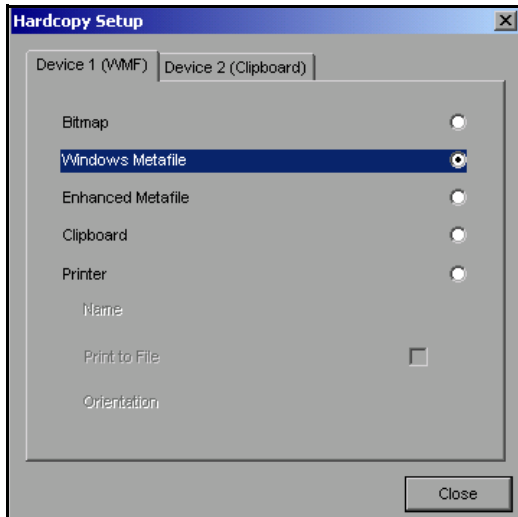 Hardcopy Setup
Device 1 (WMF)
Device 2 (Clipboard)
Bitmap
Windows Metafile
Enhanced Metafile
Clipboard
Printer
Name
Print to File
Orientation
Close